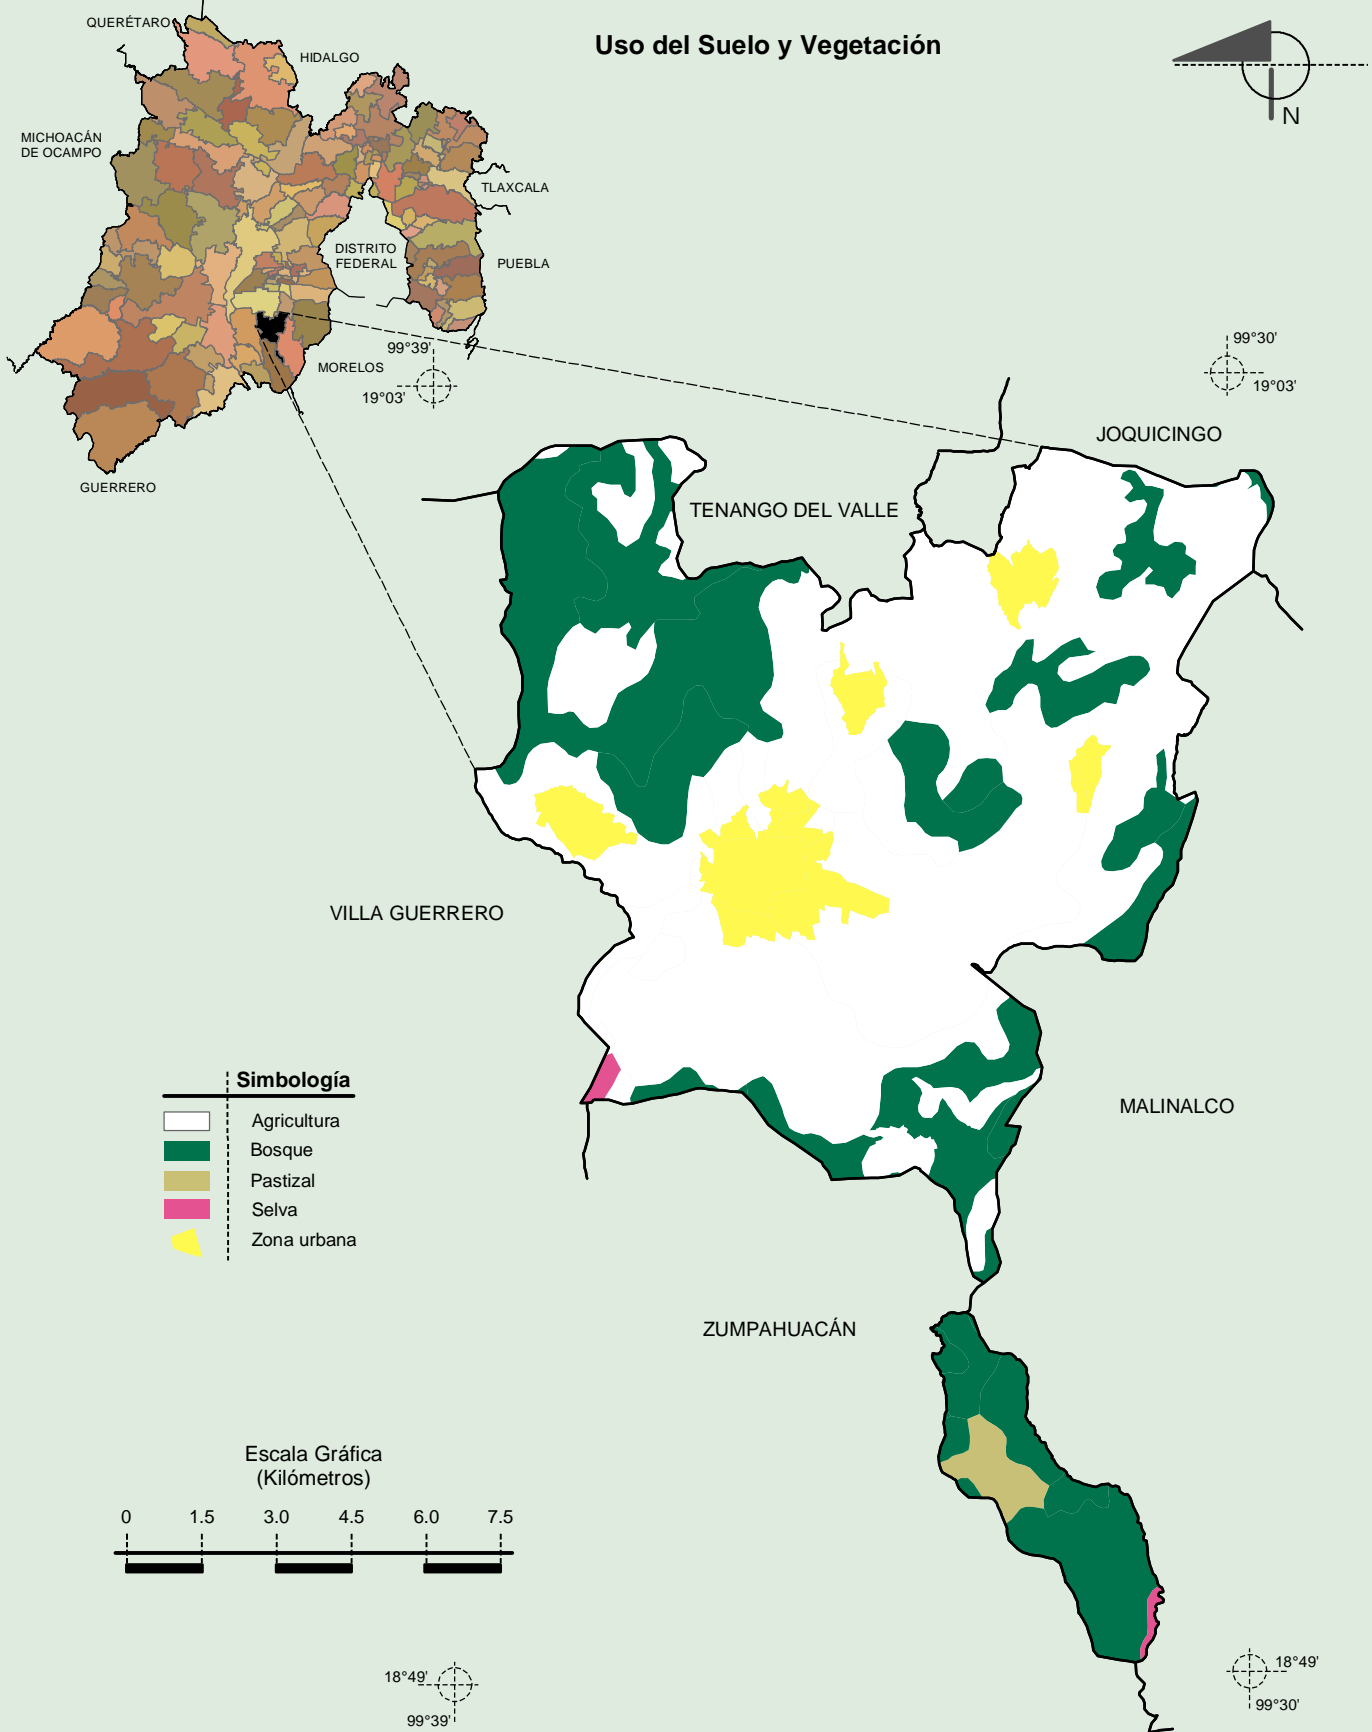 Uso del Suelo y Vegetación
N
QUERÉTARO
HIDALGO
MICHOACÁN
DE OCAMPO
TLAXCALA
DISTRITO
FEDERAL
PUEBLA
MORELOS
GUERRERO
99°39'
19°03'
99°30'
19°03'
JOQUICINGO
TENANGO DEL VALLE
VILLA GUERRERO
MALINALCO
ZUMPAHUACÁN
Simbología
Agricultura
Bosque
Pastizal
Selva
Zona urbana
Escala Gráfica
(Kilómetros)
0 1.5 3.0 4.5 6.0 7.5
18°49'
99°39'
18°49'
99°30'